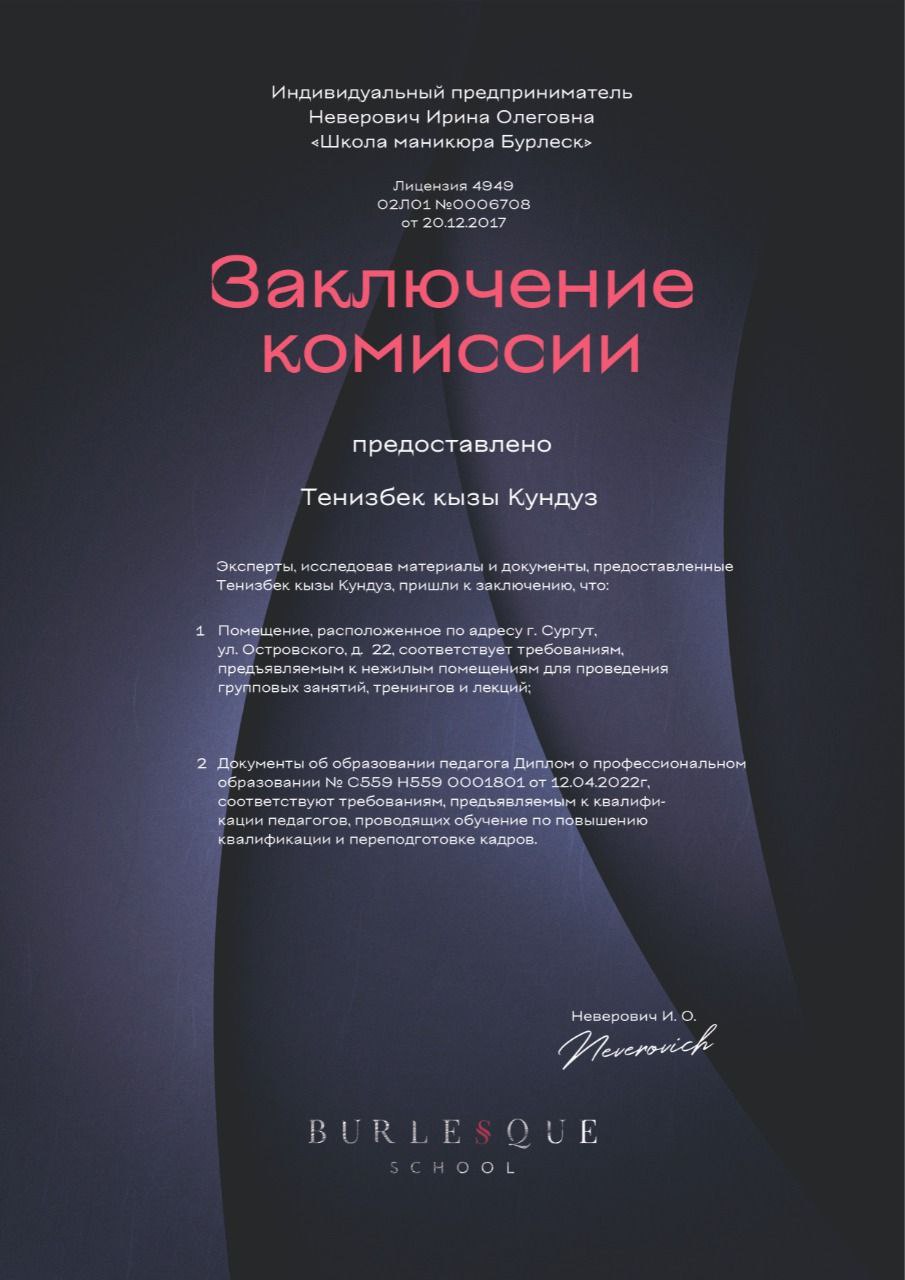 Индивидуальный предприниматель
Неверович Ирина Олеговна
«Школа маникюра Бурлеск»
Лицензия 4949
02Л01 №0006708
от 20.12.2017
Заключение
комиссии
предоставлено
Тенизбек кызы Кундуз
Эксперты, исследовав материалы и документы, предоставленные
Тенизбек кызы Кундуз, пришли к заключению, что:
1 Помещение, расположенное по адресу г. Сургут,
ул. Островского, д. 22, соответствует требованиям,
предъявляемым к нежилым помещениям для проведения
групповых занятий, тренингов и лекций;
2 Документы об образовании педагога Диплом о профессиональном
образовании № С559 Н559 0001801 от 12.04.2022г,
соответствуют требованиям, предъявляемым к квалифи-
кации педагогов, проводящих обучение по повышению
квалификации и переподготовке кадров.
Неверович И. О.
Neverovich
BURLESQUE
SCHOOL